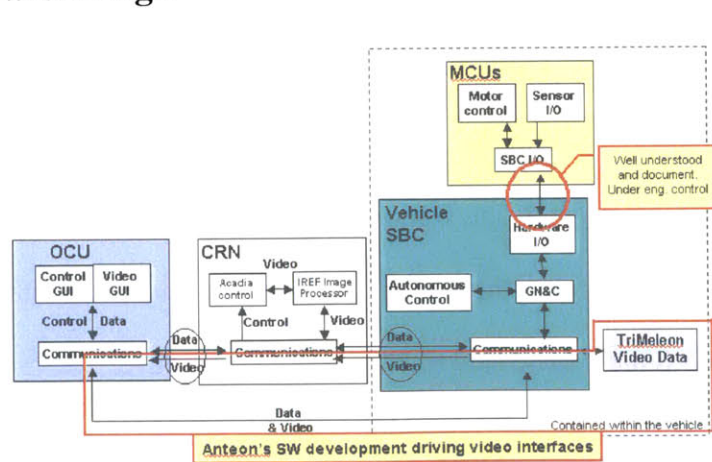 MCUs
Motor
control
Sensor
I/O
SBC I/O
Well understood
and document.
Under eng. control
Vehicle
SBC
Hardware
I/O
Autonomous
Control
GN&C
Communications
OCU
Control
GUI
Video
GUI
Control
Data
Communications
CRN
Video
Acadia
control
IREF Image
Processor
Control
Video
Communications
Data
Video
Data
Video
TriMeleon
Video Data
Data
& Video
Contained within the vehicle
Anteon's SW development driving video interfaces